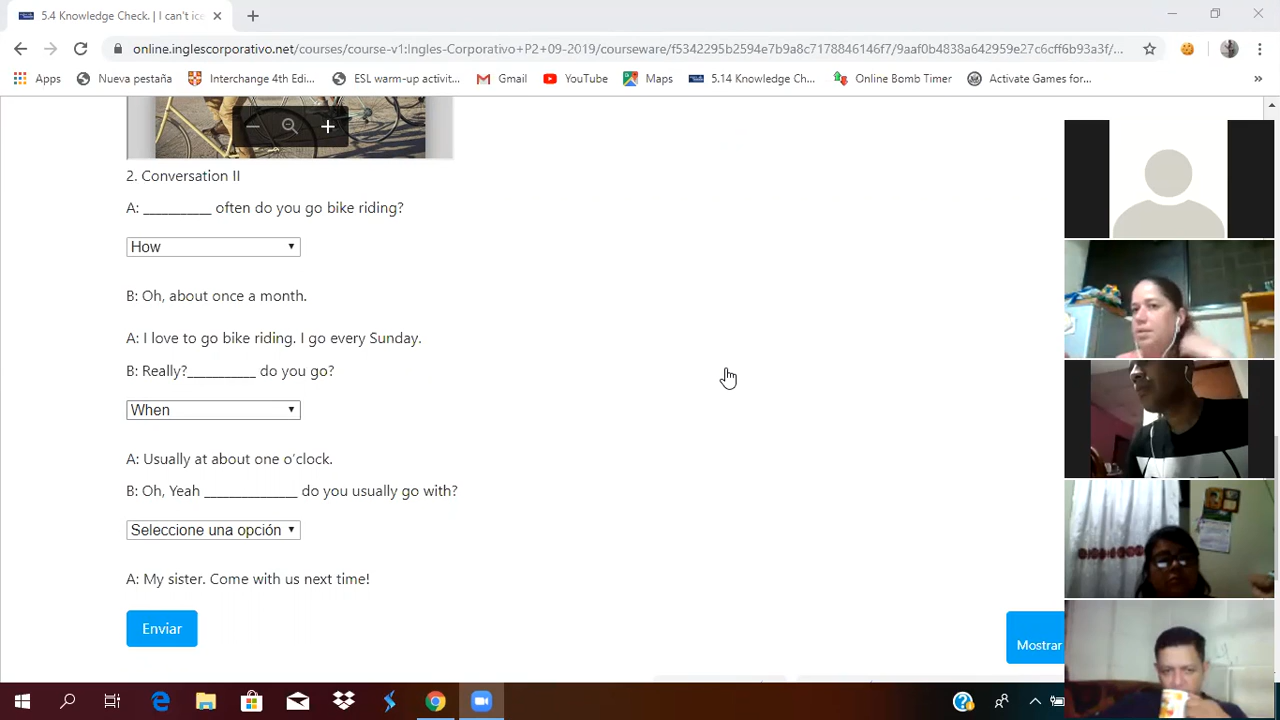 5.4 Knowledge Check. | I can't ice
online.inglescorporativo.net/courses/course-v1:Ingles-Corporativo+P2+09-2019/courseware/f5342295b2594e7b9a8c7178846146f7/9aaf0b4838a642959e27c6cff6b93a3f/...
Apps Nueva pestaña Interchange 4th Edi... ESL warm-up activit... Gmail YouTube Maps 5.14 Knowledge Ch... Online Bomb Timer Activate Games for... »
2. Conversation II
A: ___________ often do you go bike riding?
How
B: Oh, about once a month.
A: I love to go bike riding. I go every Sunday.
B: Really?___________ do you go?
When
A: Usually at about one o'clock.
B: Oh, Yeah _______________ do you usually go with?
Seleccione una opción
A: My sister. Come with us next time!
Enviar
Mostrar